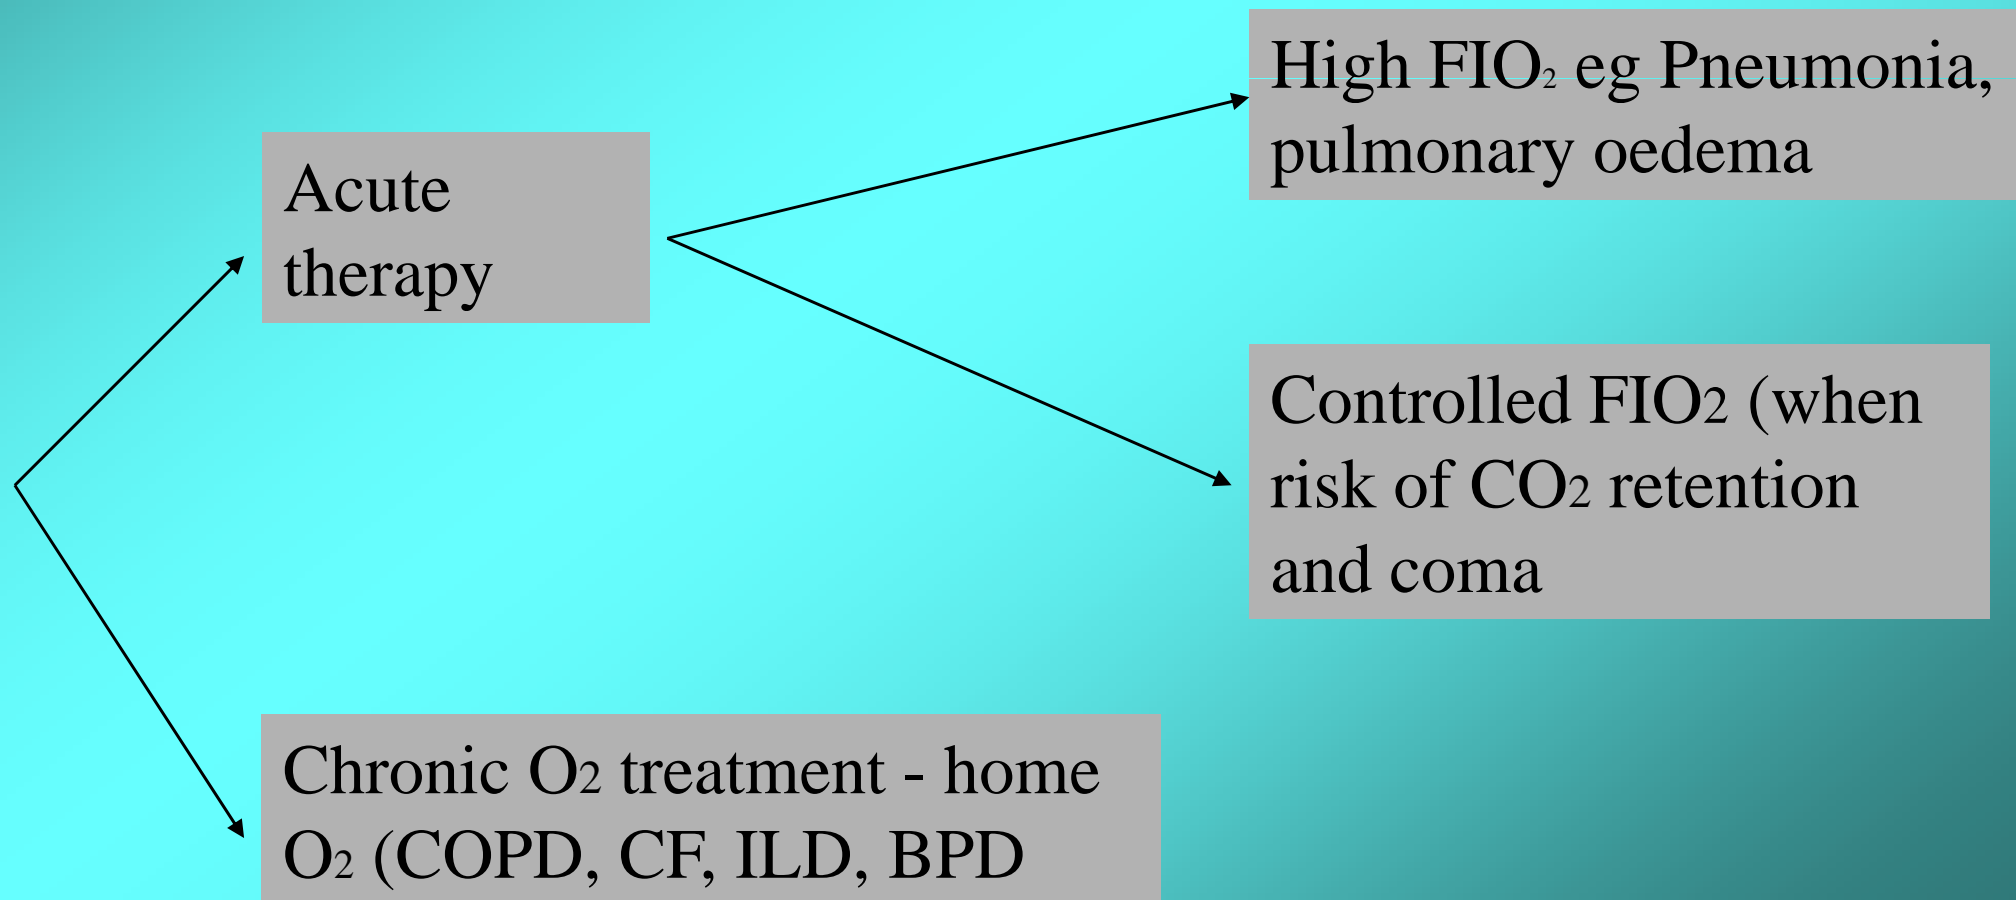 High FIO₂ eg Pneumonia,
pulmonary oedema
Acute
therapy
Controlled FIO2 (when
risk of CO2 retention
and coma
Chronic O2 treatment - home
O2 (COPD, CF, ILD, BPD